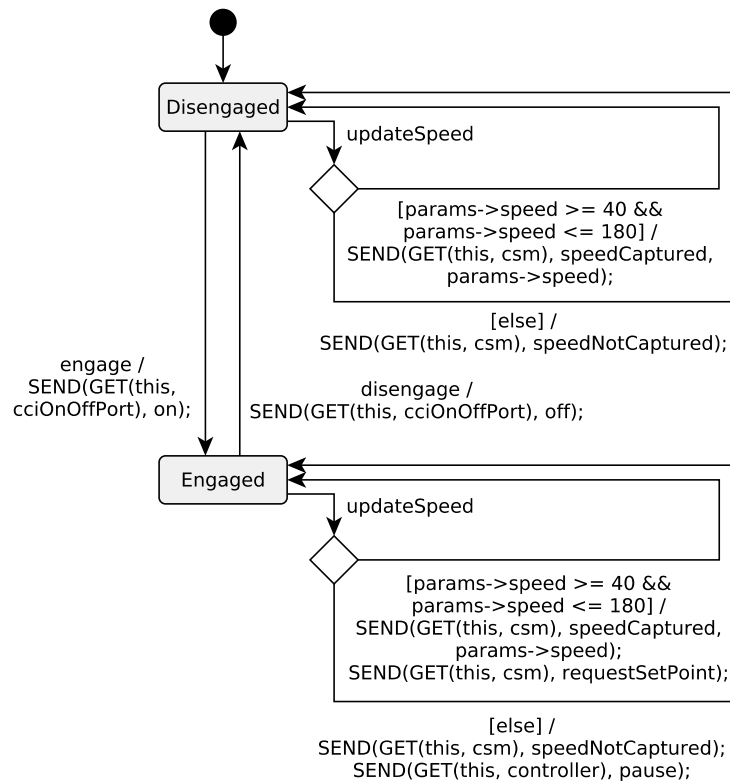 Disengaged
updateSpeed
[params->speed >= 40 &&
params->speed <= 180] /
SEND(GET(this, csm), speedCaptured,
params->speed);
[else] /
SEND(GET(this, csm), speedNotCaptured);
engage /
SEND(GET(this,
cciOnOffPort), on);
disengage /
SEND(GET(this, cciOnOffPort), off);
Engaged
updateSpeed
[params->speed >= 40 &&
params->speed <= 180] /
SEND(GET(this, csm), speedCaptured,
params->speed);
SEND(GET(this, csm), requestSetPoint);
[else] /
SEND(GET(this, csm), speedNotCaptured);
SEND(GET(this, controller), pause);